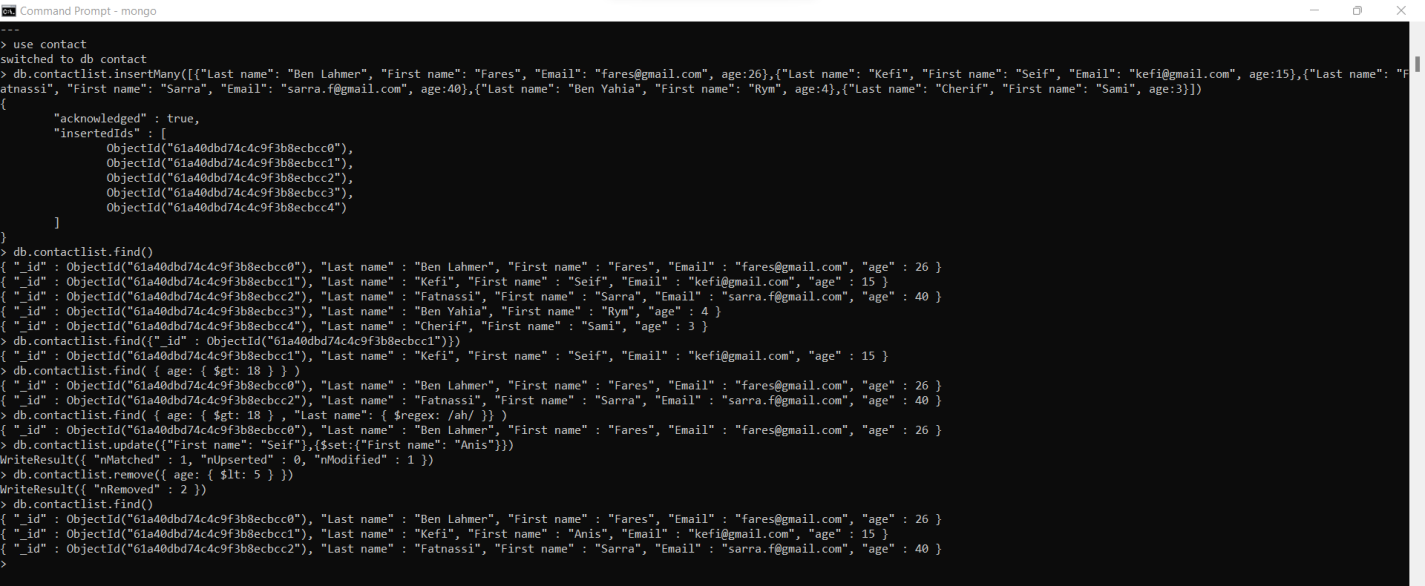 Command Prompt - mongo
---
> use contact
switched to db contact
> db.contactlist.insertMany([{"Last name": "Ben Lahmer", "First name": "Fares", "Email": "fares@gmail.com", age:26},{"Last name": "Kefi", "First name": "Seif", "Email": "kefi@gmail.com", age:15},{"Last name": "F
atnassi", "First name": "Sarra", "Email": "sarra.f@gmail.com", age:40},{"Last name": "Ben Yahia", "First name": "Rym", age:4},{"Last name": "Cherif", "First name": "Sami", age:3}])
{
        "acknowledged" : true,
        "insertedIds" : [
                ObjectId("61a40dbd74c4c9f3b8ecbcc0"),
                ObjectId("61a40dbd74c4c9f3b8ecbcc1"),
                ObjectId("61a40dbd74c4c9f3b8ecbcc2"),
                ObjectId("61a40dbd74c4c9f3b8ecbcc3"),
                ObjectId("61a40dbd74c4c9f3b8ecbcc4")
        ]
}
> db.contactlist.find()
{ "_id" : ObjectId("61a40dbd74c4c9f3b8ecbcc0"), "Last name" : "Ben Lahmer", "First name" : "Fares", "Email" : "fares@gmail.com", "age" : 26 }
{ "_id" : ObjectId("61a40dbd74c4c9f3b8ecbcc1"), "Last name" : "Kefi", "First name" : "Seif", "Email" : "kefi@gmail.com", "age" : 15 }
{ "_id" : ObjectId("61a40dbd74c4c9f3b8ecbcc2"), "Last name" : "Fatnassi", "First name" : "Sarra", "Email" : "sarra.f@gmail.com", "age" : 40 }
{ "_id" : ObjectId("61a40dbd74c4c9f3b8ecbcc3"), "Last name" : "Ben Yahia", "First name" : "Rym", "age" : 4 }
{ "_id" : ObjectId("61a40dbd74c4c9f3b8ecbcc4"), "Last name" : "Cherif", "First name" : "Sami", "age" : 3 }
> db.contactlist.find({"_id" : ObjectId("61a40dbd74c4c9f3b8ecbcc1")})
{ "_id" : ObjectId("61a40dbd74c4c9f3b8ecbcc1"), "Last name" : "Kefi", "First name" : "Seif", "Email" : "kefi@gmail.com", "age" : 15 }
> db.contactlist.find( { age: { $gt: 18 } } )
{ "_id" : ObjectId("61a40dbd74c4c9f3b8ecbcc0"), "Last name" : "Ben Lahmer", "First name" : "Fares", "Email" : "fares@gmail.com", "age" : 26 }
{ "_id" : ObjectId("61a40dbd74c4c9f3b8ecbcc2"), "Last name" : "Fatnassi", "First name" : "Sarra", "Email" : "sarra.f@gmail.com", "age" : 40 }
> db.contactlist.find( { age: { $gt: 18 } , "Last name": { $regex: /ah/ }} )
{ "_id" : ObjectId("61a40dbd74c4c9f3b8ecbcc0"), "Last name" : "Ben Lahmer", "First name" : "Fares", "Email" : "fares@gmail.com", "age" : 26 }
> db.contactlist.update({"First name": "Seif"},{$set:{"First name": "Anis"}})
WriteResult({ "nMatched" : 1, "nUpserted" : 0, "nModified" : 1 })
> db.contactlist.remove({ age: { $lt: 5 } })
WriteResult({ "nRemoved" : 2 })
> db.contactlist.find()
{ "_id" : ObjectId("61a40dbd74c4c9f3b8ecbcc0"), "Last name" : "Ben Lahmer", "First name" : "Fares", "Email" : "fares@gmail.com", "age" : 26 }
{ "_id" : ObjectId("61a40dbd74c4c9f3b8ecbcc1"), "Last name" : "Kefi", "First name" : "Anis", "Email" : "kefi@gmail.com", "age" : 15 }
{ "_id" : ObjectId("61a40dbd74c4c9f3b8ecbcc2"), "Last name" : "Fatnassi", "First name" : "Sarra", "Email" : "sarra.f@gmail.com", "age" : 40 }
>